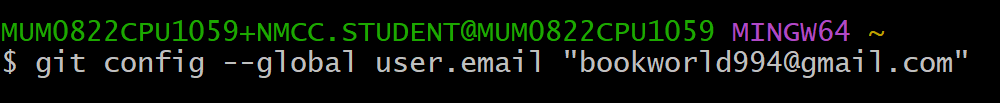 MUM0822CPU1059+NMCC.STUDENT@MUM0822CPU1059 MINGW64 ~
$ git config --global user.email "bookworld994@gmail.com"